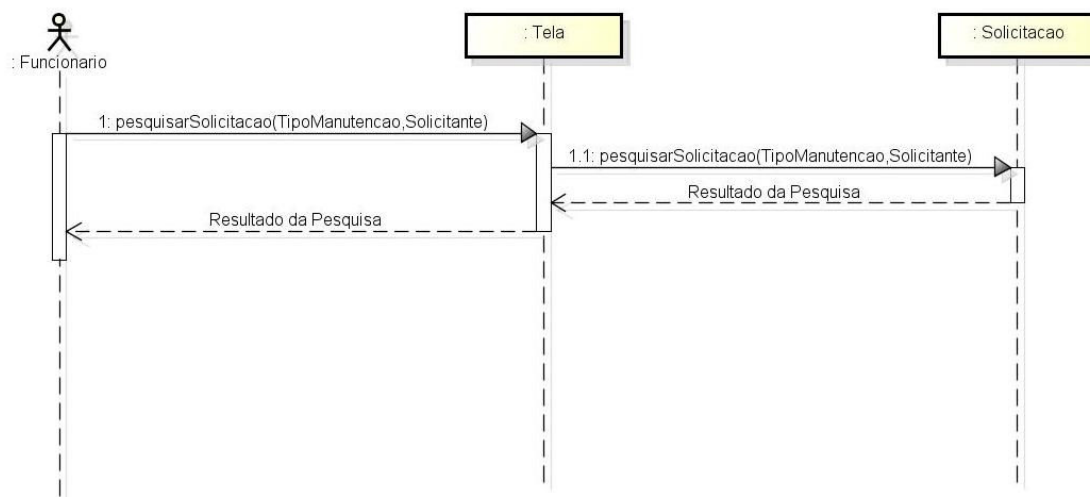 : Funcionario
: Tela
: Solicitacao
1: pesquisarSolicitacao(TipoManutencao,Solicitante)
1.1: pesquisarSolicitacao(TipoManutencao,Solicitante)
Resultado da Pesquisa
Resultado da Pesquisa